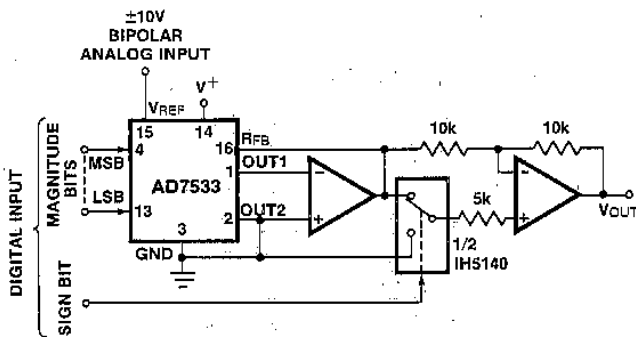 ±10V
BIPOLAR
ANALOG INPUT
V+
VREF
15
14
RFB
16
10k
10k
DIGITAL INPUT
MAGNITUDE
BITS
MSB
4
1
OUT1
AD7533
LSB
13
2
OUT2
3
GND
−
+
5k
−
+
VOUT
1/2
IH5140
SIGN BIT